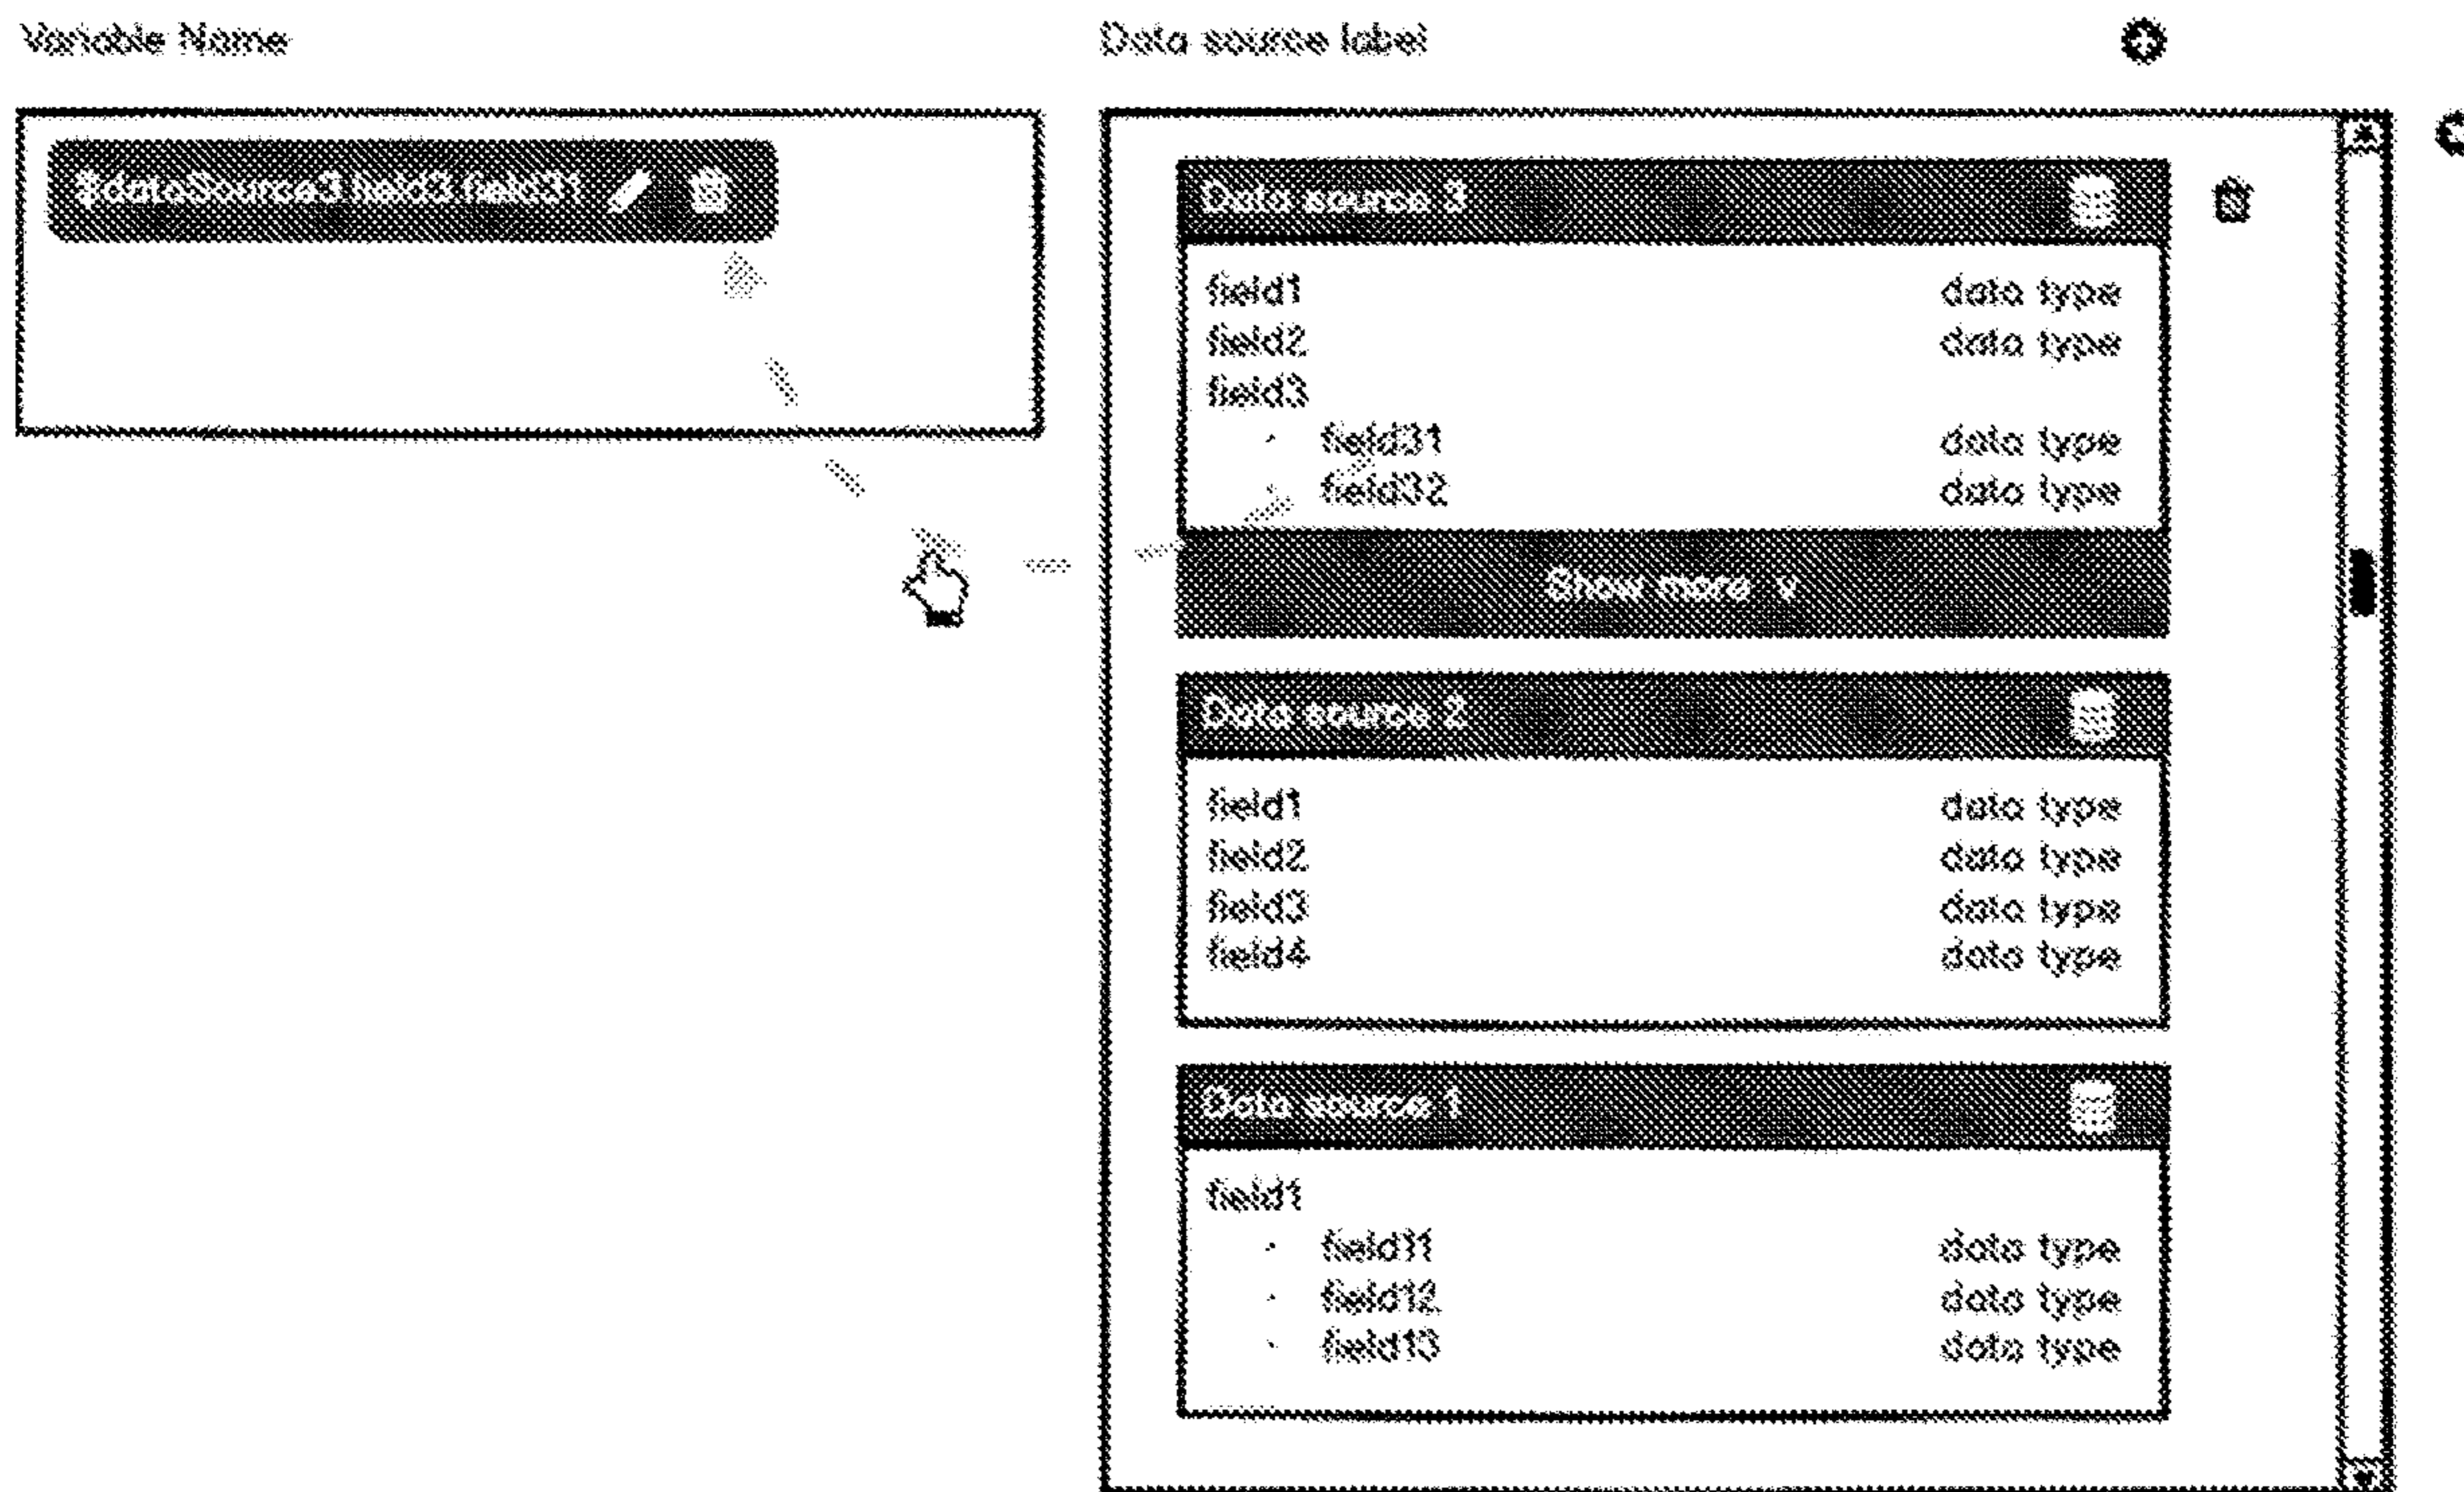 Variable Name
Data source label
$dataSource3.field3.field31
Data source 3
field1 data type
field2 data type
field3
field31 data type
field32 data type
Show more v
Data source 2
field1 data type
field2 data type
field3 data type
field4 data type
Data source 1
field1
field11 data type
field12 data type
field13 data type